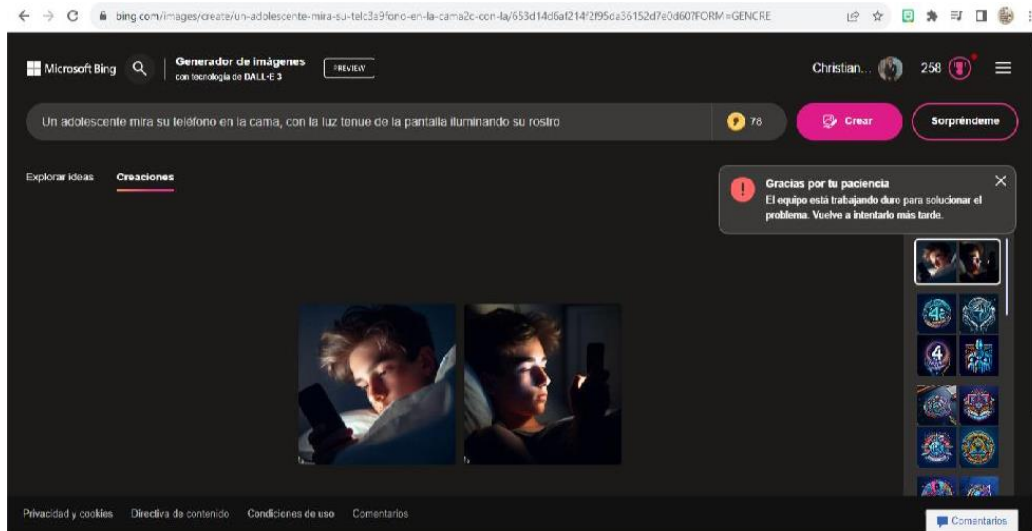 bing.com/images/create/un-adolescente-mira-su-telc3a9fono-en-la-cama2c-con-la/653d14d6af214f2f95da36152d7e0d60?FORM=GENCRE
Microsoft Bing
Generador de imágenes
con tecnología de DALL·E 3
PREVIEW
Christian...
258
Un adolescente mira su teléfono en la cama, con la luz tenue de la pantalla iluminando su rostro
78
Crear
Sorpréndeme
Explorar ideas
Creaciones
Gracias por tu paciencia
El equipo está trabajando duro para solucionar el
problema. Vuelve a intentarlo más tarde.
4
Privacidad y cookies
Directiva de contenido
Condiciones de uso
Comentarios
Comentarios